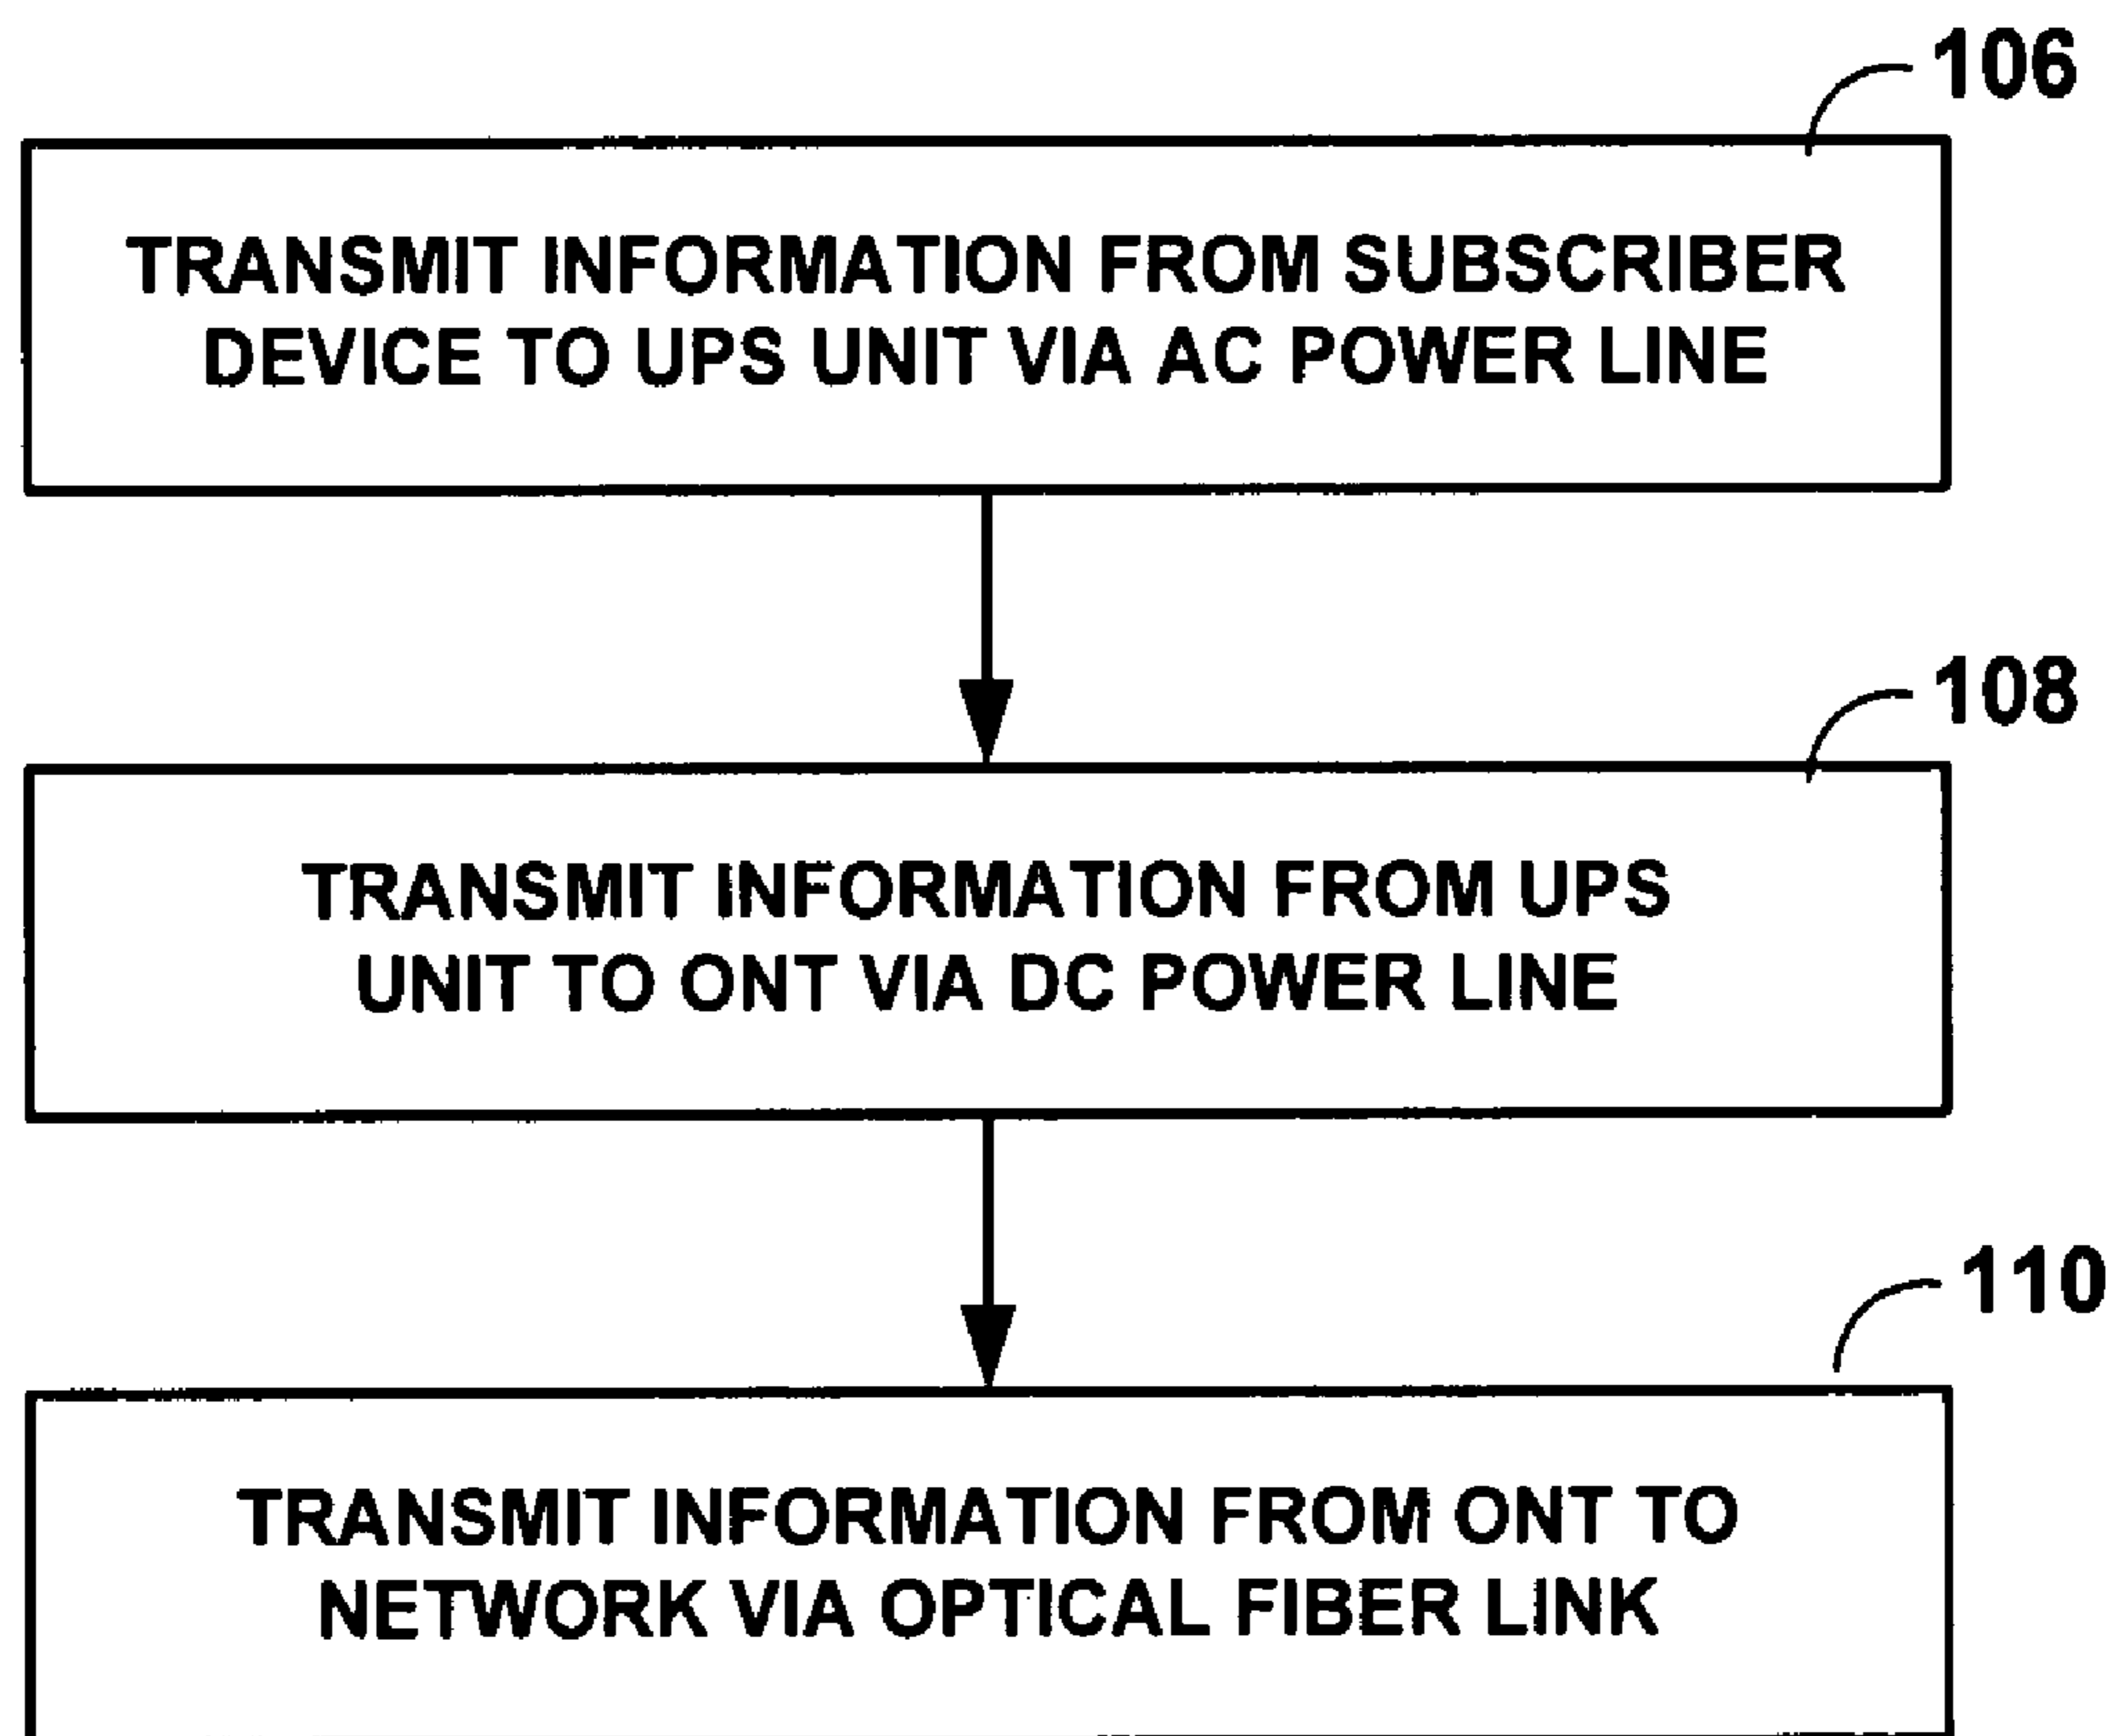 106
TRANSMIT INFORMATION FROM SUBSCRIBER
DEVICE TO UPS UNIT VIA AC POWER LINE
108
TRANSMIT INFORMATION FROM UPS
UNIT TO ONT VIA DC POWER LINE
110
TRANSMIT INFORMATION FROM ONT TO
NETWORK VIA OPTICAL FIBER LINK